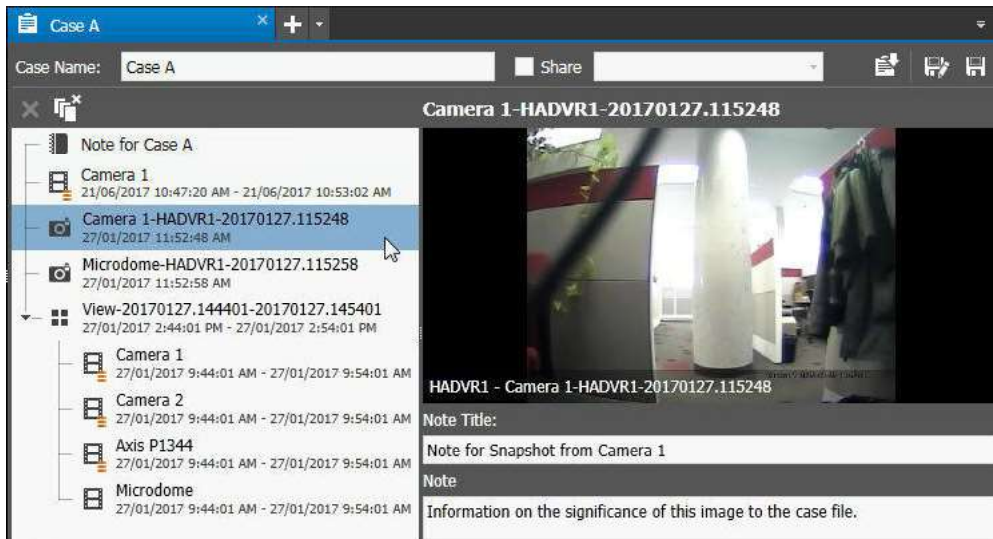 Case A
Case Name: Case A Share
Camera 1-HADVR1-20170127.115248
Note for Case A
Camera 1
21/06/2017 10:47:20 AM - 21/06/2017 10:53:02 AM
Camera 1-HADVR1-20170127.115248
27/01/2017 11:52:48 AM
Microdome-HADVR1-20170127.115258
27/01/2017 11:52:58 AM
View-20170127.144401-20170127.145401
27/01/2017 2:44:01 PM - 27/01/2017 2:54:01 PM
Camera 1
27/01/2017 9:44:01 AM - 27/01/2017 9:54:01 AM
Camera 2
27/01/2017 9:44:01 AM - 27/01/2017 9:54:01 AM
Axis P1344
27/01/2017 9:44:01 AM - 27/01/2017 9:54:01 AM
Microdome
27/01/2017 9:44:01 AM - 27/01/2017 9:54:01 AM
HADVR1 - Camera 1-HADVR1-20170127.115248
Note Title:
Note for Snapshot from Camera 1
Note
Information on the significance of this image to the case file.